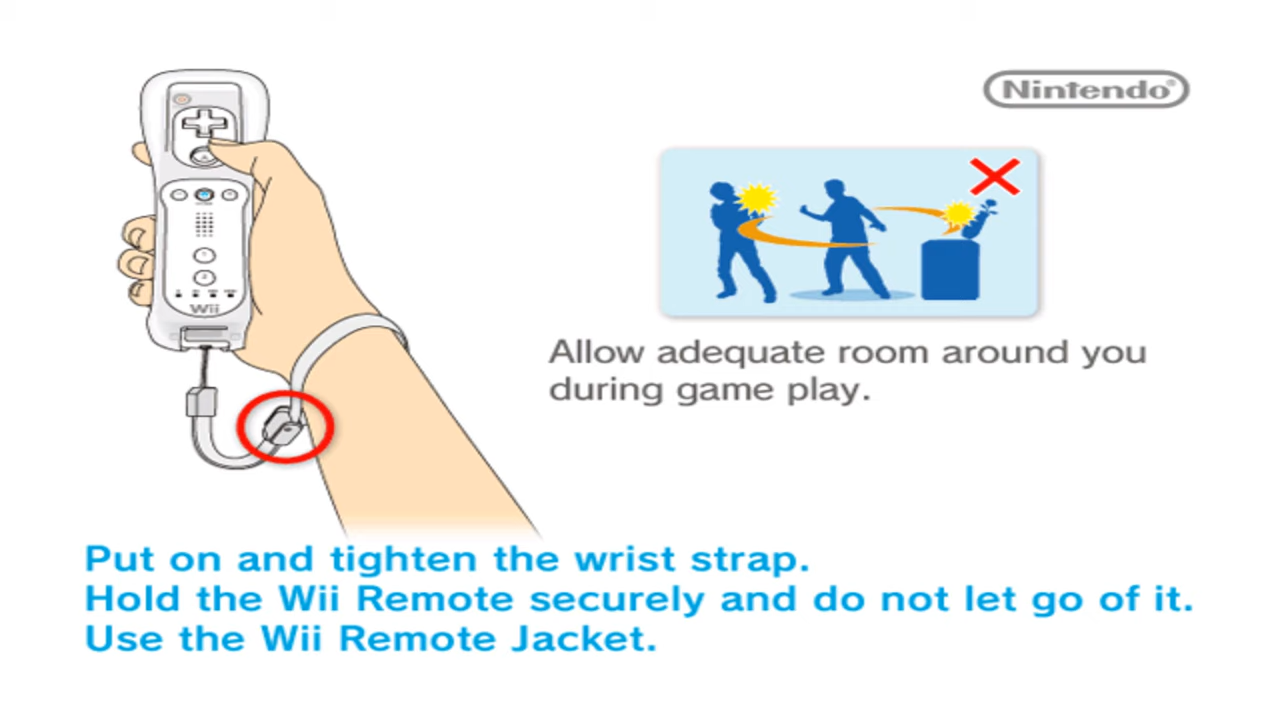 Nintendo®
Wii
Allow adequate room around you
during game play.
Put on and tighten the wrist strap.
Hold the Wii Remote securely and do not let go of it.
Use the Wii Remote Jacket.